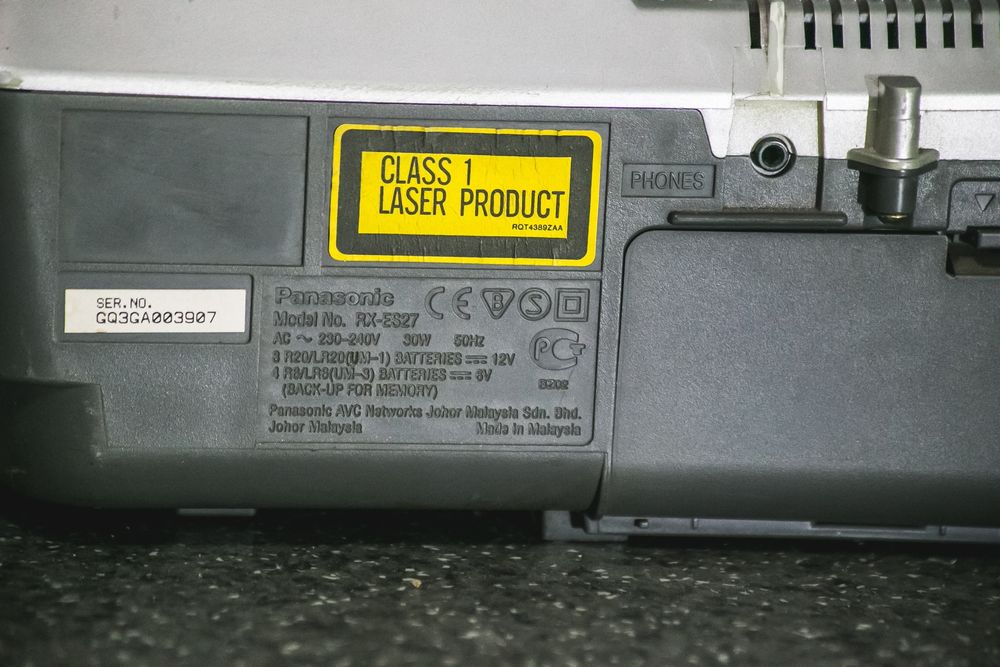 CLASS 1
LASER PRODUCT
RQT4389ZAA
PHONES
SER.NO.
GQ3GA003907
Panasonic
Model No. RX-ES27
AC ~ 230-240V 30W 50Hz
8 R20/LR20(UM-1) BATTERIES ⎓ 12V
4 R6/LR6(UM-3) BATTERIES ⎓ 6V
(BACK-UP FOR MEMORY)
Panasonic AVC Networks Johor Malaysia Sdn. Bhd.
Johor Malaysia Made in Malaysia
CE B S
PC